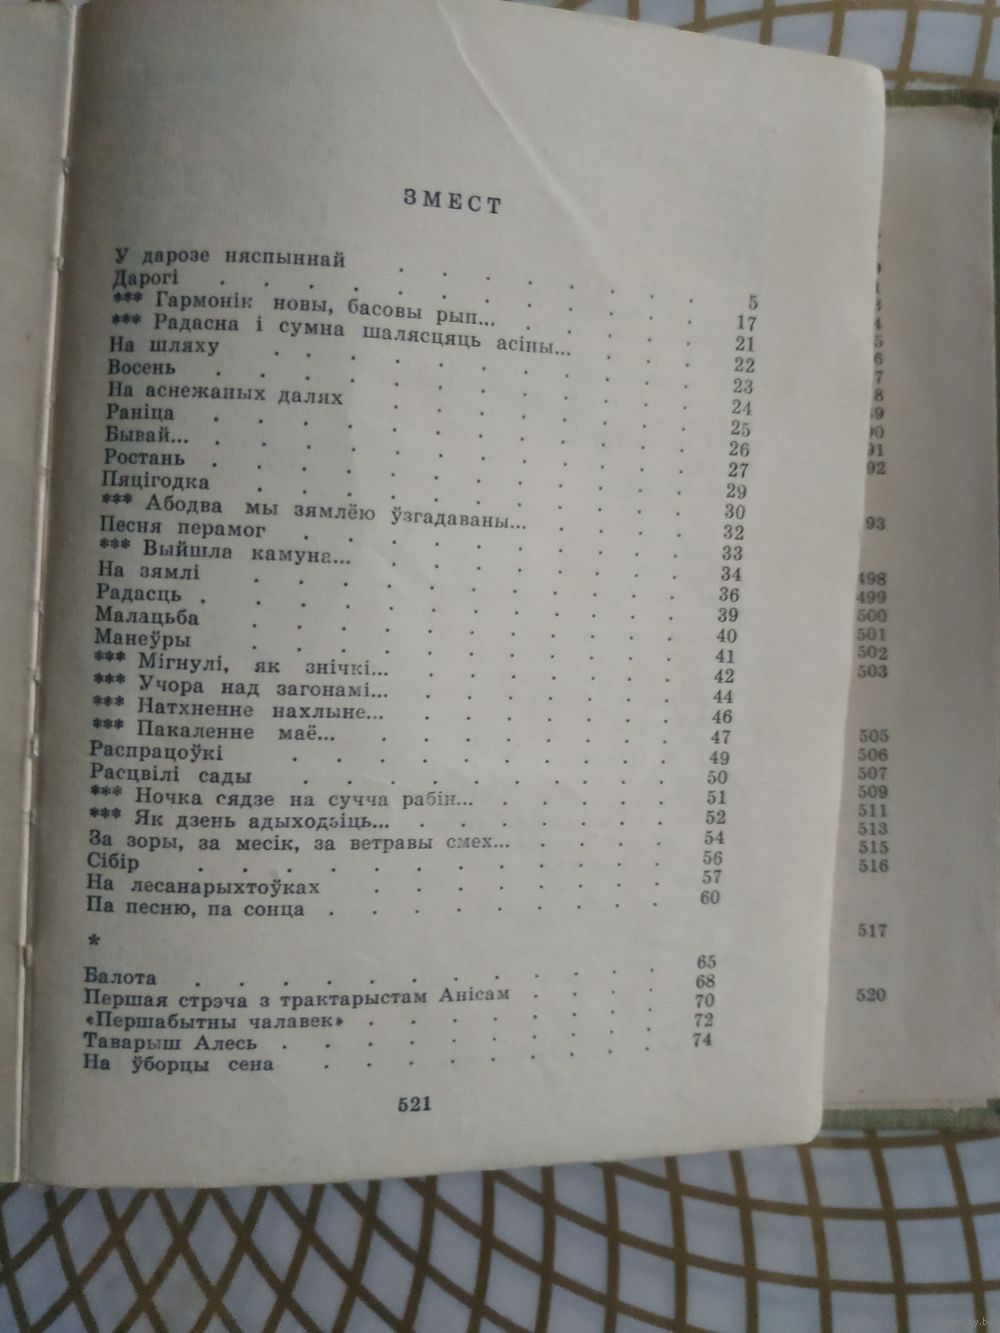 ЗМЕСТ
У дарозе няспыннай . . . . . . . . 5
Дарогі . . . . . . . . . . . 17
*** Гармонік новы, басовы рып... . . . . . 21
*** Радасна і сумна шалясцяць асіны... . . . 22
На шляху . . . . . . . . . . 23
Восень . . . . . . . . . . . 24
На аснежаных далях . . . . . . . . 25
Раніца . . . . . . . . . . . 26
Бывай... . . . . . . . . . . . 27
Ростань . . . . . . . . . . . 29
Пяцігодка . . . . . . . . . . 30
*** Абодва мы зямлёю ўзгадаваны... . . . . 32
Песня перамог . . . . . . . . . 33
*** Выйшла камуна... . . . . . . . . 34
На зямлі . . . . . . . . . . 36
Радасць . . . . . . . . . . . 39
Малацьба . . . . . . . . . . 40
Манеўры . . . . . . . . . . 41
*** Мігнулі, як знічкі... . . . . . . . 42
*** Учора над загонамі... . . . . . . . 44
*** Натхненне нахлыне... . . . . . . . 46
*** Пакаленне маё... . . . . . . . . 47
Распрацоўкі . . . . . . . . . 49
Расцвілі сады . . . . . . . . . 50
*** Ночка сядзе на сучча рабін... . . . . . 51
*** Як дзень адыходзіць... . . . . . . . 52
За зоры, за месік, за ветравы смех... . . . . 54
Сібір . . . . . . . . . . . 56
На лесанарыхтоўках . . . . . . . . 57
Па песню, па сонца . . . . . . . . 60
*
Балота . . . . . . . . . . . 65
Першая стрэча з трактарыстам Анісам . . . . 68
«Першабытны чалавек» . . . . . . . . 70
Таварыш Алесь . . . . . . . . . . 72
На ўборцы сена . . . . . . . . . 74
521
92
93
498
499
500
501
502
503
505
506
507
509
511
513
515
516
517
520